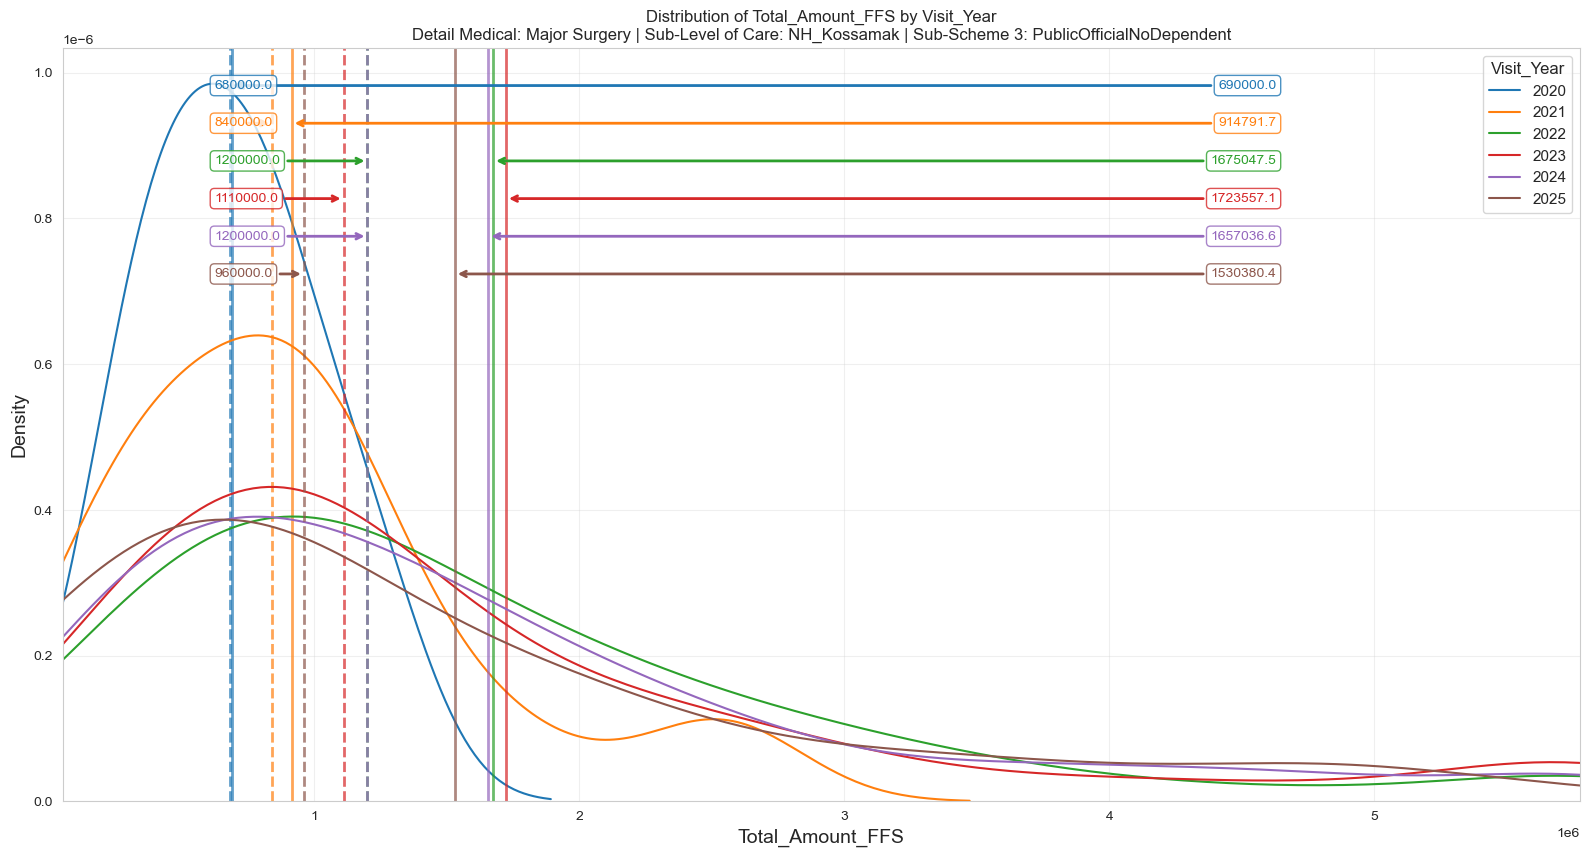 Distribution of Total_Amount_FFS by Visit_Year
Detail Medical: Major Surgery | Sub-Level of Care: NH_Kossamak | Sub-Scheme 3: PublicOfficialNoDependent
1e−6
Visit_Year
2020
2021
2022
2023
2024
2025
680000.0 690000.0
840000.0 914791.7
1200000.0 1675047.5
1110000.0 1723557.1
1200000.0 1657036.6
960000.0 1530380.4
Density
1.0
0.8
0.6
0.4
0.2
0.0
1 2 3 4 5
1e6
Total_Amount_FFS